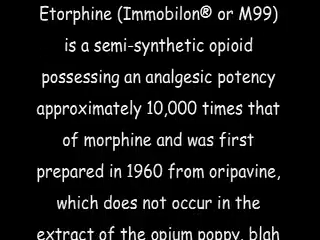 Etorphine (Immobilon® or M99)
is a semi-synthetic opioid
possessing an analgesic potency
approximately 10,000 times that
of morphine and was first
prepared in 1960 from oripavine,
which does not occur in the
extract of the opium poppy, blah